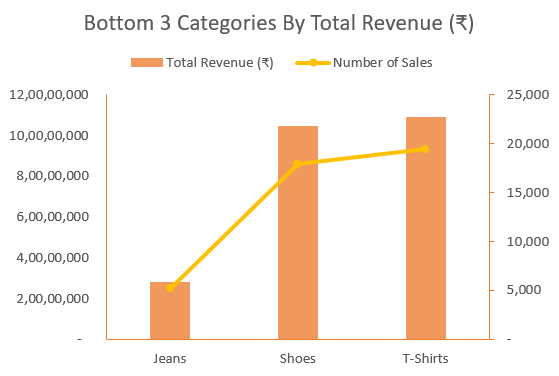 Bottom 3 Categories By Total Revenue (₹)
Total Revenue (₹) Number of Sales
12,00,00,000 25,000
10,00,00,000 20,000
8,00,00,000
6,00,00,000 15,000
4,00,00,000 10,000
2,00,00,000 5,000
- -
Jeans Shoes T-Shirts